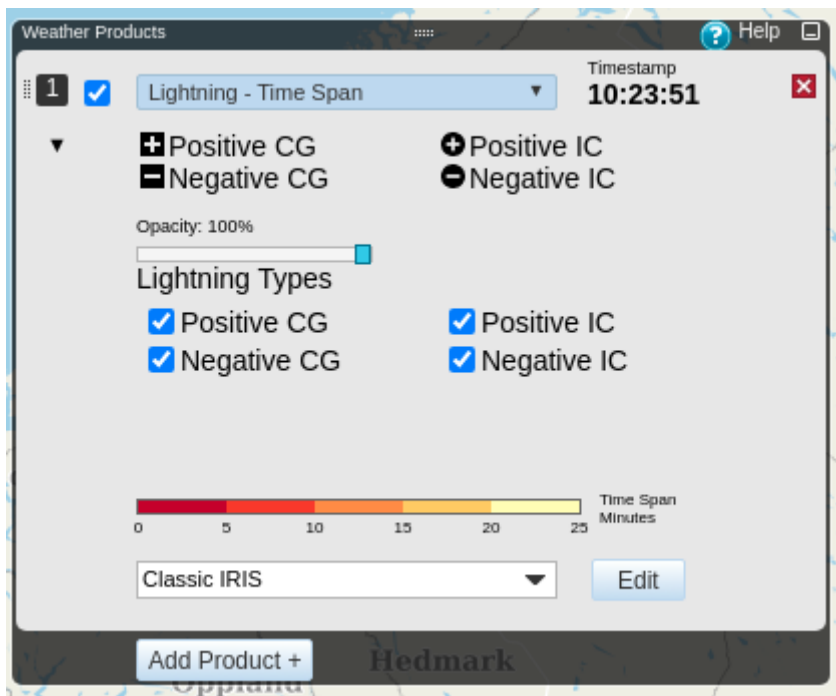 Weather Products
Help
1
Lightning - Time Span
Timestamp
10:23:51
Positive CG
Positive IC
Negative CG
Negative IC
Opacity: 100%
Lightning Types
Positive CG
Positive IC
Negative CG
Negative IC
0 5 10 15 20 25
Time Span
Minutes
Classic IRIS
Edit
Add Product +
Hedmark
Oppland